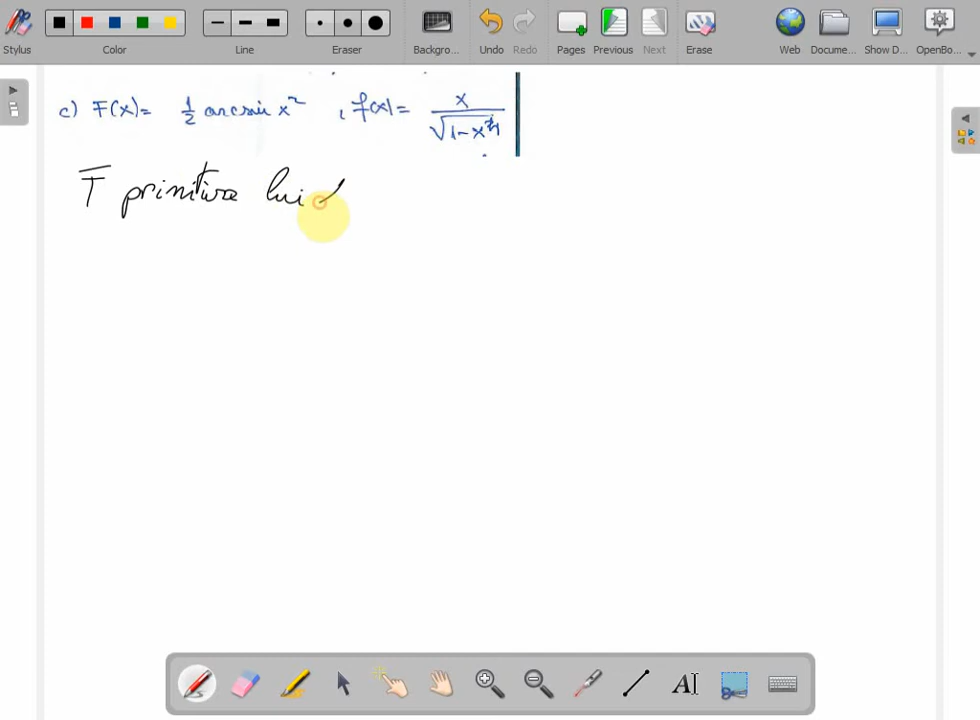 Stylus Color Line Eraser Backgro... Undo Redo Pages Previous Next Erase Web Docume... Show D... OpenBo...
c) F(x)= 1/2 arcsin x² , f(x)= x/√(1-x⁴)
F primitiva lui
A